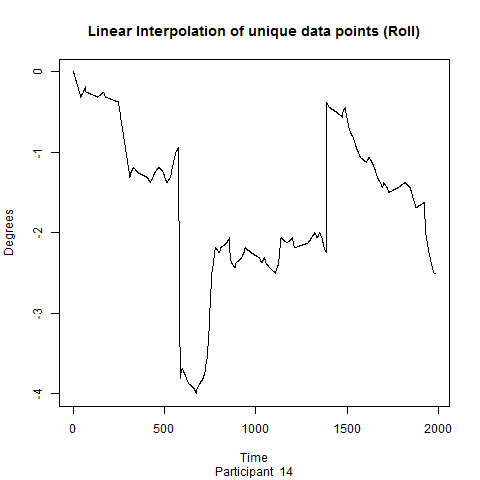 Linear Interpolation of unique data points (Roll)
Degrees
0
-1
-2
-3
-4
0 500 1000 1500 2000
Time
Participant 14